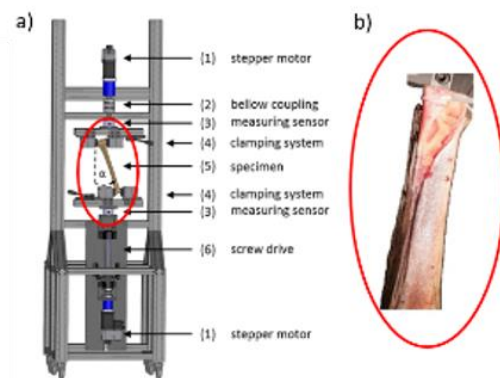 a)
b)
(1) stepper motor
(2) bellow coupling
(3) measuring sensor
(4) clamping system
(5) specimen
α
(4) clamping system
(3) measuring sensor
(6) screw drive
(1) stepper motor